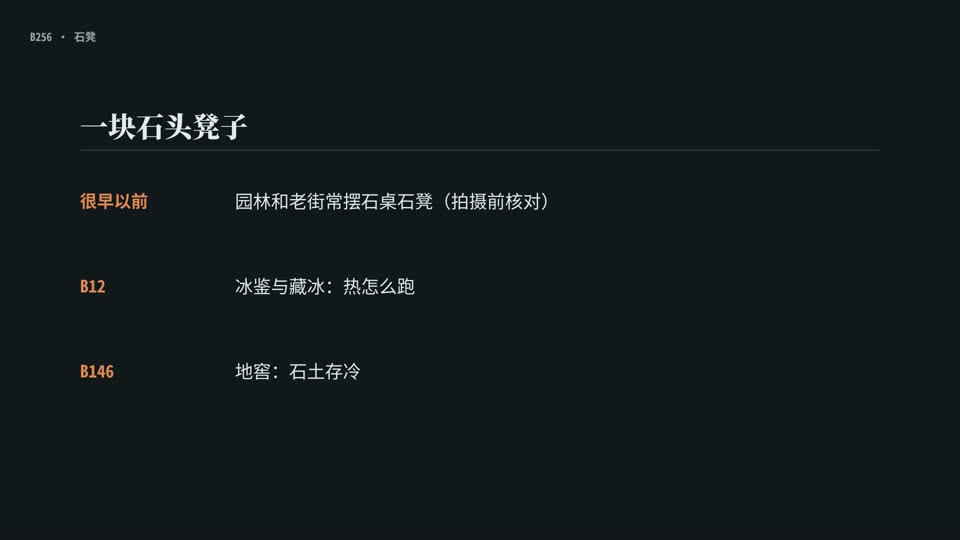 B256 · 石凳
一块石头凳子
很早以前 园林和老街常摆石桌石凳（拍摄前核对）
B12 冰鉴与藏冰：热怎么跑
B146 地窖：石土存冷